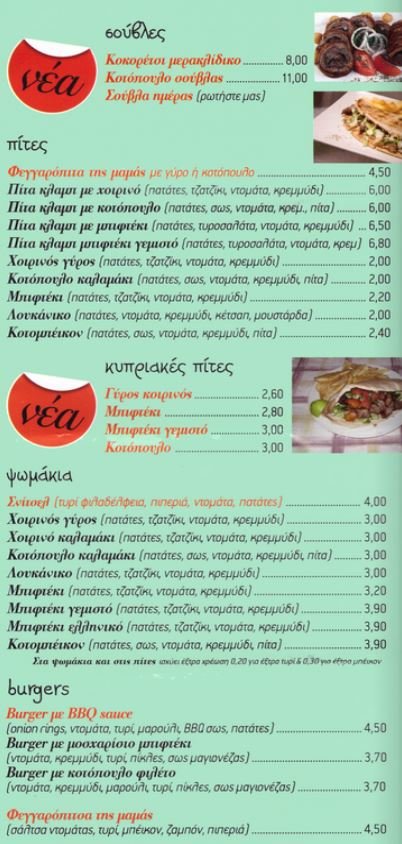 σούβλες
νέα
Κοκορέτσι μερακλίδικο ................ 8,00
Κοτόπουλο σούβλας ................ 11,00
Σούβλα ημέρας (ρωτήστε μας)
πίτες
Φεγγαρόπιτα της μαμάς με γύρο ή κοτόπουλο ................ 4,50
Πίτα κλαμπ με χοιρινό (πατάτες, τζατζίκι, ντομάτα, κρεμμύδι) ................ 6,00
Πίτα κλαμπ με κοτόπουλο (πατάτες, σως, ντομάτα, κρεμ., πίτα) ................ 6,00
Πίτα κλαμπ με μπιφτέκι (πατάτες, τυροσαλάτα, ντομάτα, κρεμμύδι) ... 6,50
Πίτα κλαμπ μπιφτέκι γεμιστό (πατάτες, τυροσαλάτα, ντομάτα, κρεμ) 6,80
Χοιρινός γύρος (πατάτες, τζατζίκι, ντομάτα, κρεμμύδι) ................ 2,00
Κοτόπουλο καλαμάκι (πατάτες, σως, ντομάτα, κρεμμύδι, πίτα) ................ 2,00
Μπιφτέκι (πατάτες, τζατζίκι, ντομάτα, κρεμμύδι) ................ 2,20
Λουκάνικο (πατάτες, ντομάτα, κρεμμύδι, κέτσαπ, μουστάρδα) ................ 2,00
Κοτομπέικον (πατάτες, σως, ντομάτα, κρεμμύδι, πίτα) ................ 2,40
κυπριακές πίτες
νέα
Γύρος χοιρινός ................ 2,60
Μπιφτέκι ................ 2,80
Μπιφτέκι γεμιστό ................ 3,00
Κοτόπουλο ................ 3,00
ψωμάκια
Σνίτσελ (τυρί φιλαδέλφεια, πιπεριά, ντομάτα, πατάτες) ................ 4,00
Χοιρινός γύρος (πατάτες, τζατζίκι, ντομάτα, κρεμμύδι) ................ 3,00
Χοιρινό καλαμάκι (πατάτες, τζατζίκι, ντομάτα, κρεμμύδι) ................ 3,00
Κοτόπουλο καλαμάκι (πατάτες, σως, ντομάτα, κρεμμύδι, πίτα) ................ 3,00
Λουκάνικο (πατάτες, τζατζίκι, ντομάτα, κρεμμύδι) ................ 3,00
Μπιφτέκι (πατάτες, τζατζίκι, ντομάτα, κρεμμύδι) ................ 3,20
Μπιφτέκι γεμιστό (πατάτες, τζατζίκι, ντομάτα, κρεμμύδι) ................ 3,90
Μπιφτέκι ελληνικό (πατάτες, τζατζίκι, ντομάτα, κρεμμύδι) ................ 3,90
Κοτομπέικον (πατάτες, σως, ντομάτα, κρεμμύδι, πίτα) ................ 3,90
Στα ψωμάκια και στις πίτες ισχύει έξτρα χρέωση 0,20 για έξτρα τυρί & 0,30 για έξτρα μπέικον
burgers
Burger με BBQ sauce
(onion rings, ντομάτα, τυρί, μαρούλι, BBQ σως, πατάτες) ................ 4,50
Burger με μοσχαρίσιο μπιφτέκι
(ντομάτα, κρεμμύδι, τυρί, πίκλες, σως μαγιονέζας) ................ 3,70
Burger με κοτόπουλο φιλέτο
(ντομάτα, κρεμμύδι, μαρούλι, τυρί, πίκλες, σως μαγιονέζας) ................ 3,70
Φεγγαρόπιτσα της μαμάς
(σάλτσα ντομάτας, τυρί, μπέικον, ζαμπόν, πιπεριά) ................ 4,50